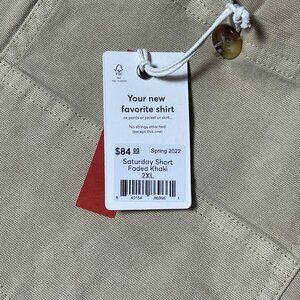 FSC
Your new
favorite shirt
or pants or jacket or skirt...
No strings attached
(except this one)
$84.00 Spring 2022
Saturday Short
Faded Khaki
2XL